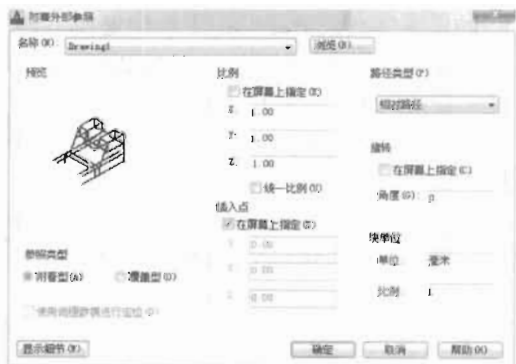 附着外部参照
名称(N): Drawing1 浏览(B)...
预览
比例
在屏幕上指定(E)
X: 1.00
Y: 1.00
Z: 1.00
统一比例(U)
插入点
在屏幕上指定(S)
X 0.00
Y 0.00
Z 0.00
路径类型(P)
相对路径
旋转
在屏幕上指定(C)
角度(G): 0
块单位
单位: 毫米
比例: 1
参照类型
附着型(A) 覆盖型(O)
显示细节(W) 确定 取消 帮助(H)